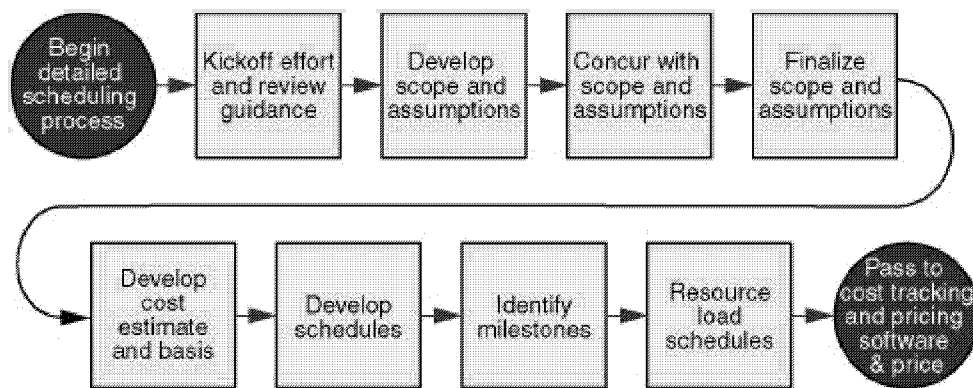 Begin
detailed
scheduling
process
Kickoff effort
and review
guidance
Develop
scope and
assumptions
Concur with
scope and
assumptions
Finalize
scope and
assumptions
Develop
cost
estimate
and basis
Develop
schedules
Identify
milestones
Resource
load
schedules
Pass to
cost tracking
and pricing
software
& price